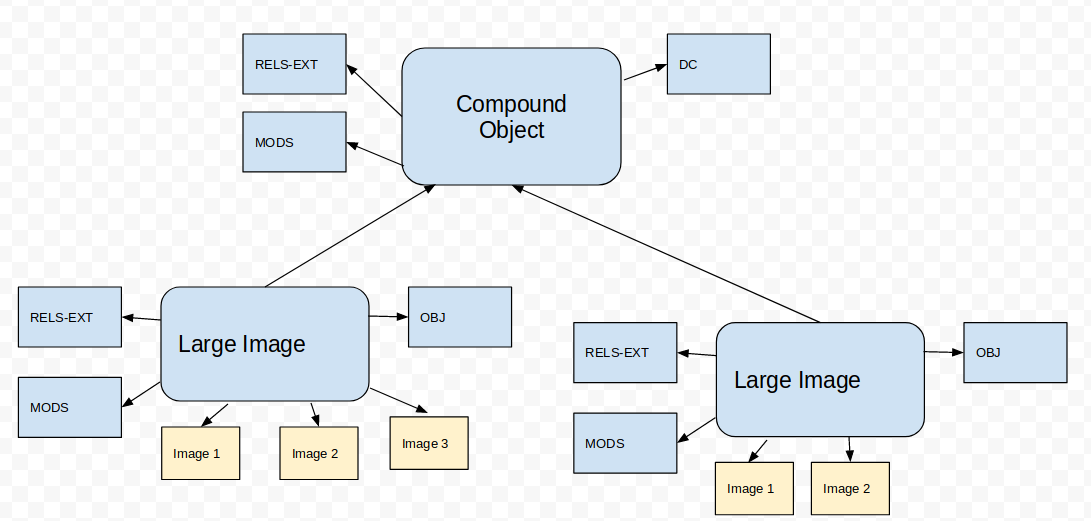 RELS-EXT
DC
Compound
Object
MODS
RELS-EXT
OBJ
Large Image
MODS
Image 1
Image 2
Image 3
RELS-EXT
OBJ
Large Image
MODS
Image 1
Image 2